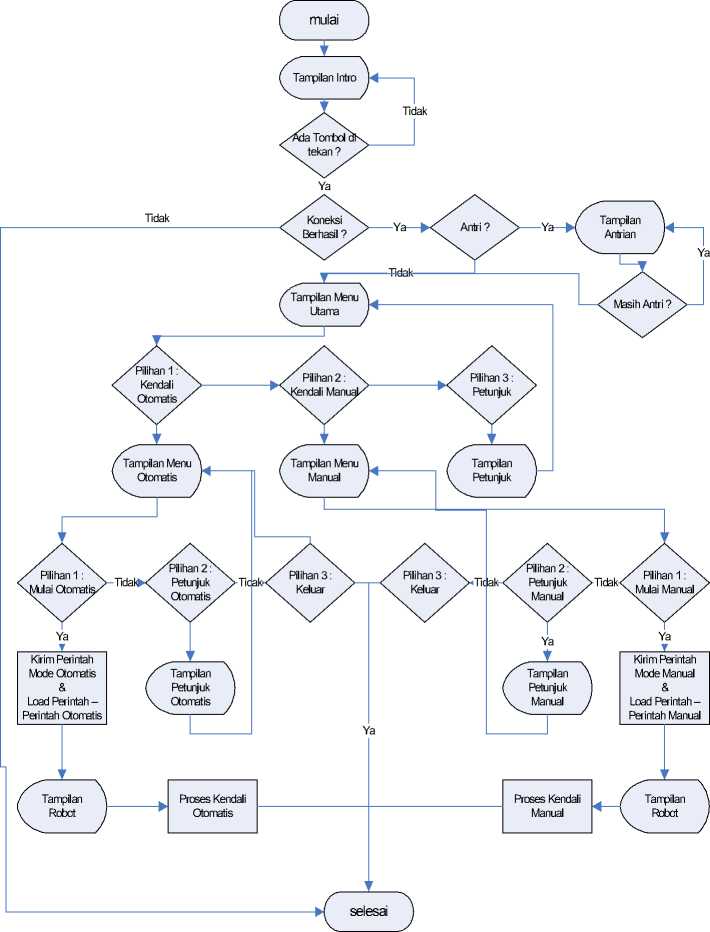 mulai
Tampilan Intro
Tidak
Ada Tombol di
tekan ?
Ya
Tidak
Koneksi
Berhasil ?
Ya
Antri ?
Ya
Tampilan
Antrian
Ya
Tidak
Masih Antri ?
Tampilan Menu
Utama
Pilihan 1 :
Kendali
Otomatis
Pilihan 2 :
Kendali Manual
Pilihan 3 :
Petunjuk
Tampilan Menu
Otomatis
Tampilan Menu
Manual
Tampilan
Petunjuk
Pilihan 1 :
Mulai Otomatis
Tidak
Pilihan 2 :
Petunjuk
Otomatis
Tidak
Pilihan 3 :
Keluar
Pilihan 3 :
Keluar
Tidak
Pilihan 2 :
Petunjuk
Manual
Tidak
Pilihan 1 :
Mulai Manual
Ya
Ya
Ya
Kirim Perintah
Mode Otomatis
&
Load Perintah –
Perintah Otomatis
Tampilan
Petunjuk
Otomatis
Tampilan
Petunjuk
Manual
Kirim Perintah
Mode Manual
&
Load Perintah –
Perintah Manual
Ya
Tampilan
Robot
Proses Kendali
Otomatis
Proses Kendali
Manual
Tampilan
Robot
selesai